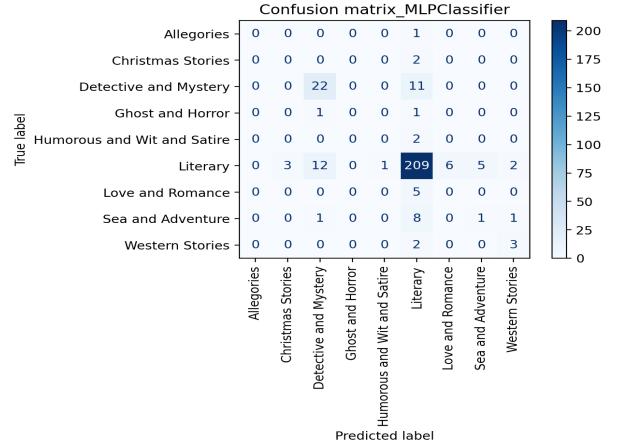 Confusion matrix_MLPClassifier
True label
Allegories 0 0 0 0 0 1 0 0 0
Christmas Stories 0 0 0 0 0 2 0 0 0
Detective and Mystery 0 0 22 0 0 11 0 0 0
Ghost and Horror 0 0 1 0 0 1 0 0 0
Humorous and Wit and Satire 0 0 0 0 0 2 0 0 0
Literary 0 3 12 0 1 209 6 5 2
Love and Romance 0 0 0 0 0 5 0 0 0
Sea and Adventure 0 0 1 0 0 8 0 1 1
Western Stories 0 0 0 0 0 2 0 0 3
Allegories
Christmas Stories
Detective and Mystery
Ghost and Horror
Humorous and Wit and Satire
Literary
Love and Romance
Sea and Adventure
Western Stories
Predicted label
200
175
150
125
100
75
50
25
0